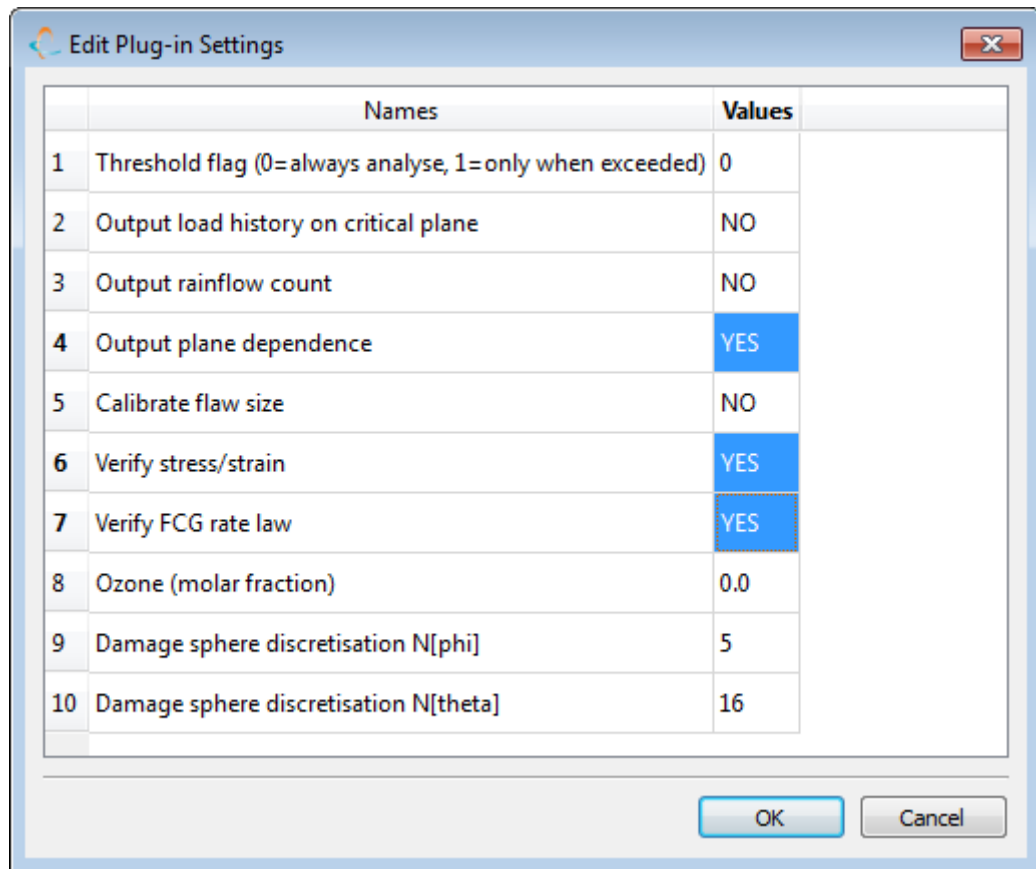 Edit Plug-in Settings
Names Values
1 Threshold flag (0=always analyse, 1=only when exceeded) 0
2 Output load history on critical plane NO
3 Output rainflow count NO
4 Output plane dependence YES
5 Calibrate flaw size NO
6 Verify stress/strain YES
7 Verify FCG rate law YES
8 Ozone (molar fraction) 0.0
9 Damage sphere discretisation N[phi] 5
10 Damage sphere discretisation N[theta] 16
OK Cancel